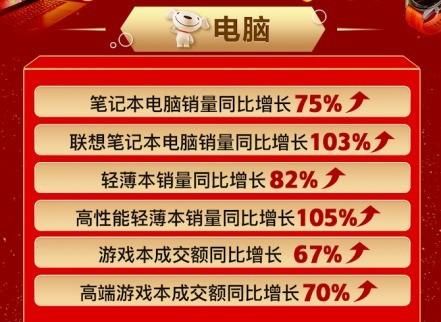 电脑
笔记本电脑销量同比增长75%
联想笔记本电脑销量同比增长103%
轻薄本销量同比增长82%
高性能轻薄本销量同比增长105%
游戏本成交额同比增长 67%
高端游戏本成交额同比增长70%